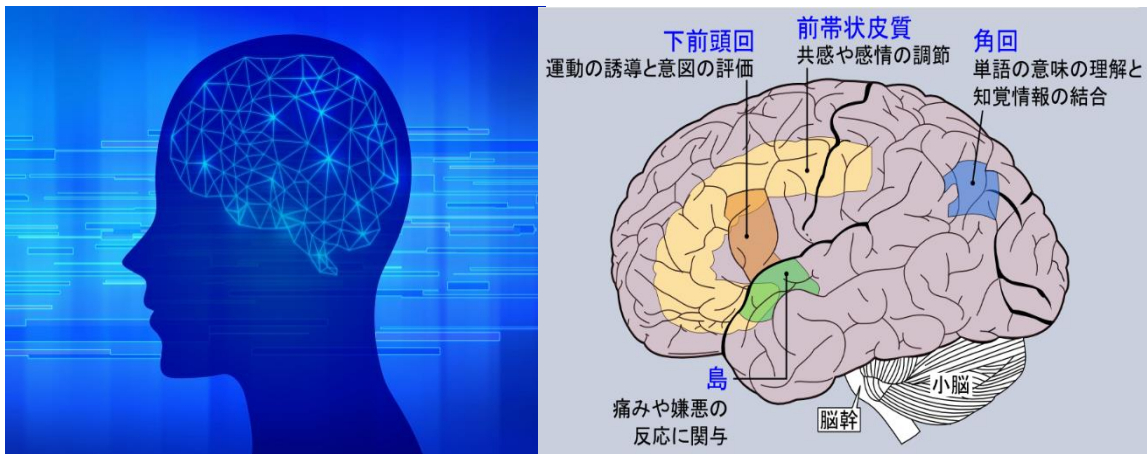 下前頭回
運動の誘導と意図の評価
前帯状皮質
共感や感情の調節
角回
単語の意味の理解と
知覚情報の結合
島
痛みや嫌悪の
反応に関与
脳幹
小脳